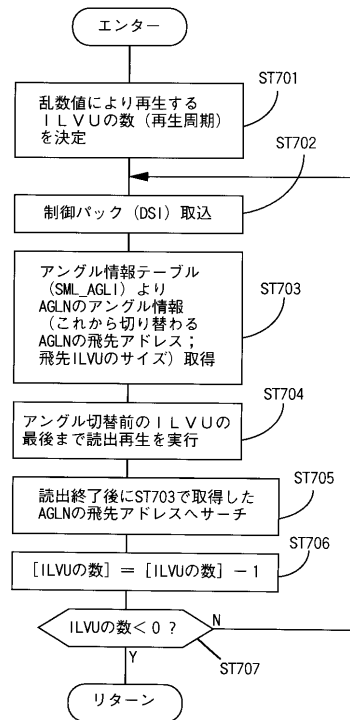 エンター
ST701
乱数値により再生する
ＩＬＶＵの数（再生周期）
を決定
ST702
制御パック（DSI）取込
アングル情報テーブル
（SML_AGLI）より
AGLNのアングル情報
（これから切り替わる
AGLNの飛先アドレス；
飛先ILVUのサイズ）取得
ST703
ST704
アングル切替前のＩＬＶＵの
最後まで読出再生を実行
ST705
読出終了後にST703で取得した
AGLNの飛先アドレスへサーチ
ST706
［ILVUの数］＝［ILVUの数］－１
ILVUの数＜０？
N
Y
ST707
リターン